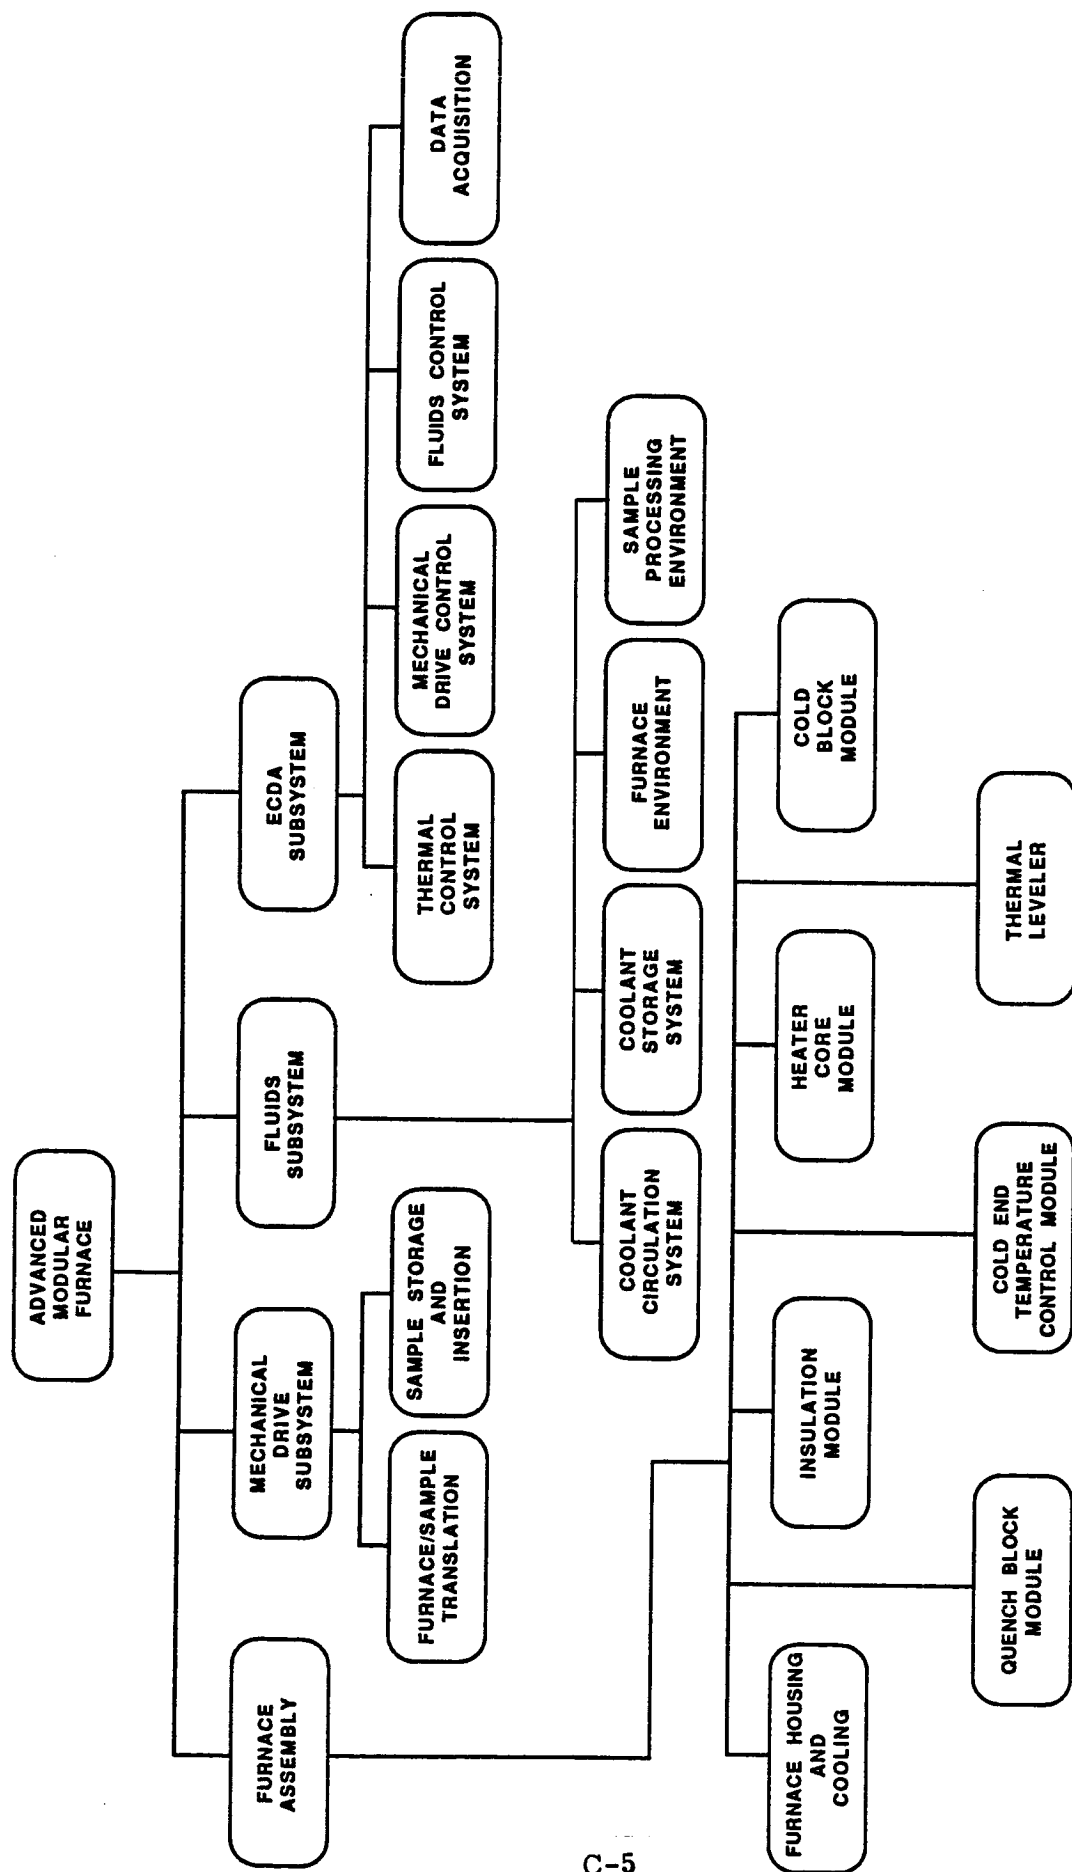 ADVANCED
MODULAR
FURNACE
FURNACE
ASSEMBLY
MECHANICAL
DRIVE
SUBSYSTEM
FLUIDS
SUBSYSTEM
ECDA
SUBSYSTEM
FURNACE/SAMPLE
TRANSLATION
SAMPLE STORAGE
AND
INSERTION
THERMAL
CONTROL
SYSTEM
MECHANICAL
DRIVE CONTROL
SYSTEM
FLUIDS CONTROL
SYSTEM
DATA
ACQUISITION
COOLANT
CIRCULATION
SYSTEM
COOLANT
STORAGE
SYSTEM
FURNACE
ENVIRONMENT
SAMPLE
PROCESSING
ENVIRONMENT
FURNACE HOUSING
AND
COOLING
INSULATION
MODULE
HEATER
CORE
MODULE
COLD
BLOCK
MODULE
QUENCH BLOCK
MODULE
COLD END
TEMPERATURE
CONTROL MODULE
THERMAL
LEVELER
C-5